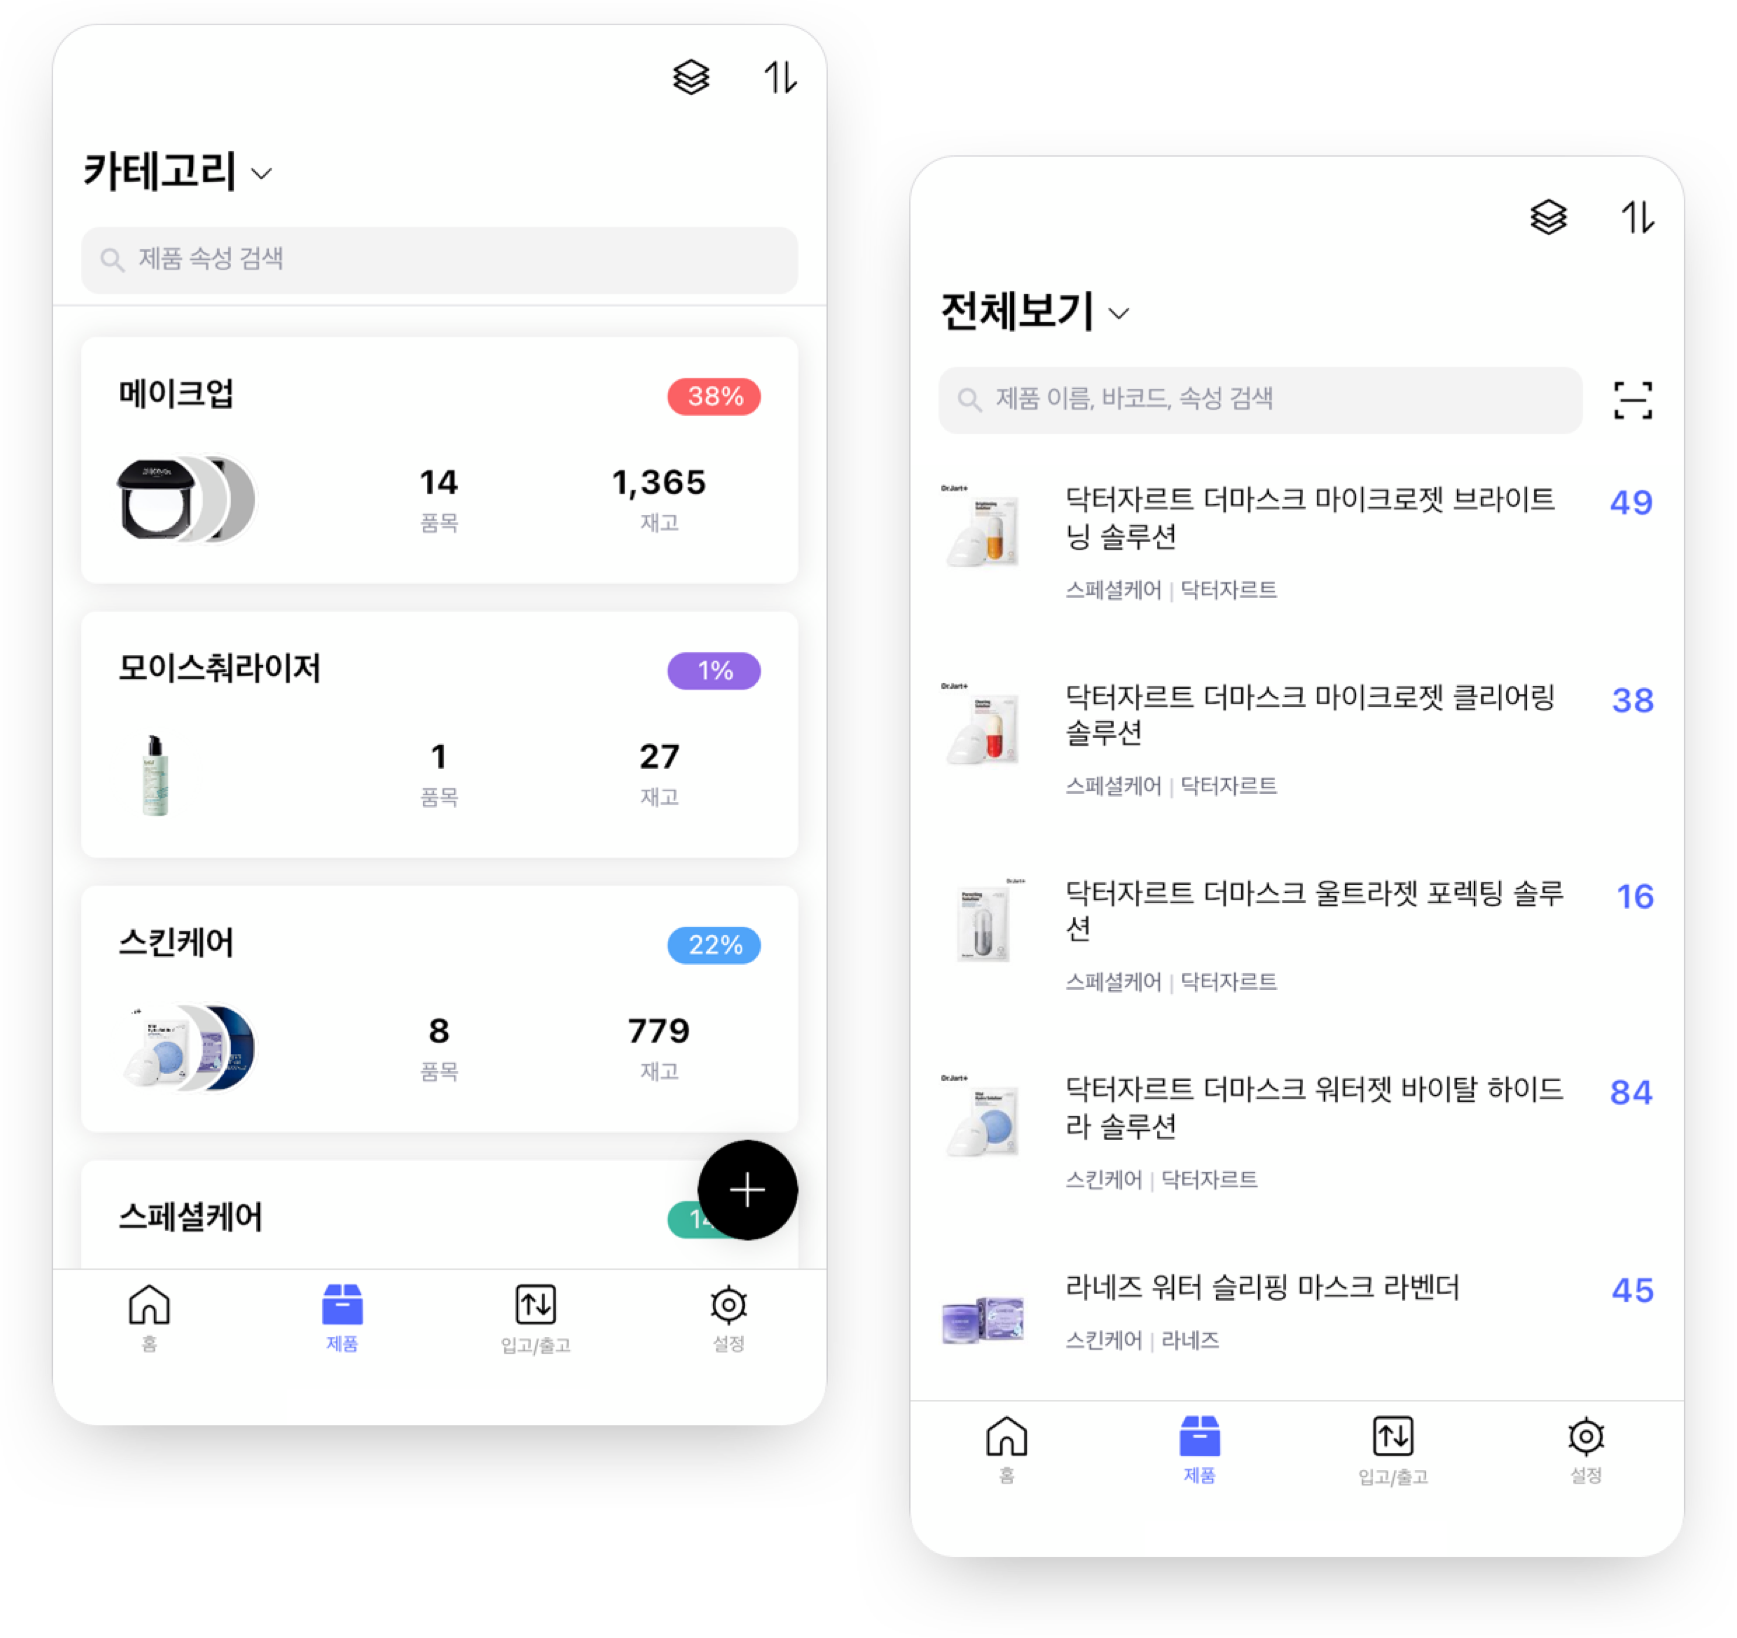 카테고리
제품 속성 검색
메이크업
38%
14
1,365
품목
재고
모이스춰라이저
1%
1
27
품목
재고
스킨케어
22%
8
779
품목
재고
스페셜케어
홈
제품
입고/출고
설정
전체보기
제품 이름, 바코드, 속성 검색
Dr.Jart+
닥터자르트 더마스크 마이크로젯 브라이트
닝 솔루션
49
스페셜케어 | 닥터자르트
Dr.Jart+
닥터자르트 더마스크 마이크로젯 클리어링
솔루션
38
스페셜케어 | 닥터자르트
Dr.Jart+
닥터자르트 더마스크 울트라젯 포렉팅 솔루
션
16
스페셜케어 | 닥터자르트
Dr.Jart+
닥터자르트 더마스크 워터젯 바이탈 하이드
라 솔루션
84
스킨케어 | 닥터자르트
라네즈 워터 슬리핑 마스크 라벤더
45
스킨케어 | 라네즈
홈
제품
입고/출고
설정